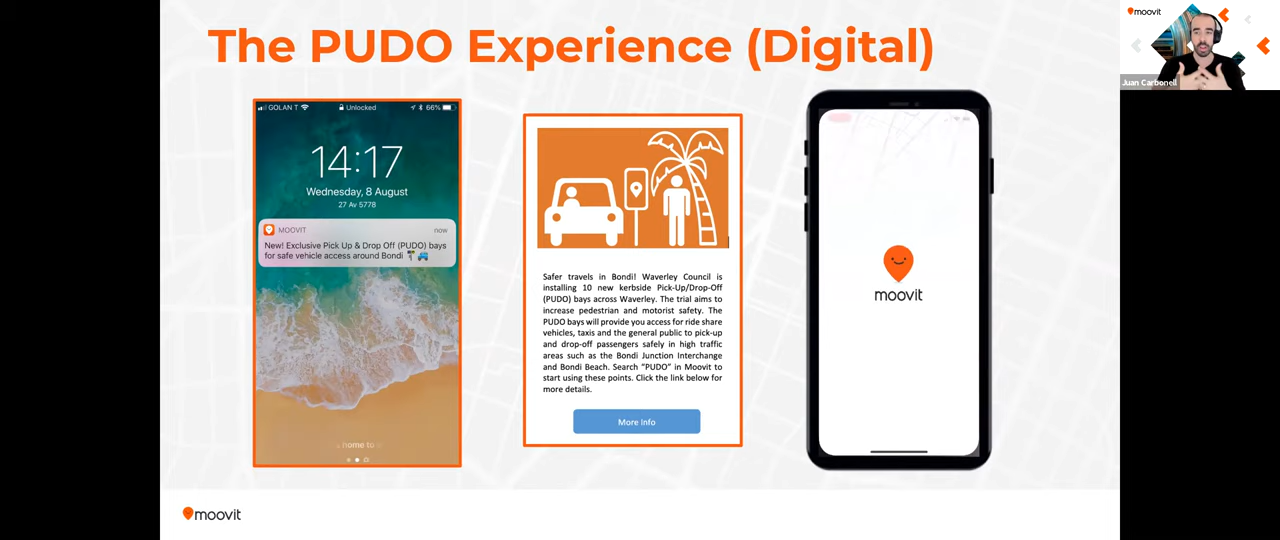 The PUDO Experience (Digital)
GOLAN T
Unlocked
66%
14:17
Wednesday, 8 August
27 Av 5778
MOOVIT
now
New! Exclusive Pick Up & Drop Off (PUDO) bays
for safe vehicle access around Bondi
home to
Safer travels in Bondi! Waverley Council is
installing 10 new kerbside Pick-Up/Drop-Off
(PUDO) bays across Waverley. The trial aims to
increase pedestrian and motorist safety. The
PUDO bays will provide you access for ride share
vehicles, taxis and the general public to pick-up
and drop-off passengers safely in high traffic
areas such as the Bondi Junction Interchange
and Bondi Beach. Search “PUDO” in Moovit to
start using these points. Click the link below for
more details.
More Info
moovit
moovit
moovit
Juan Carbonell